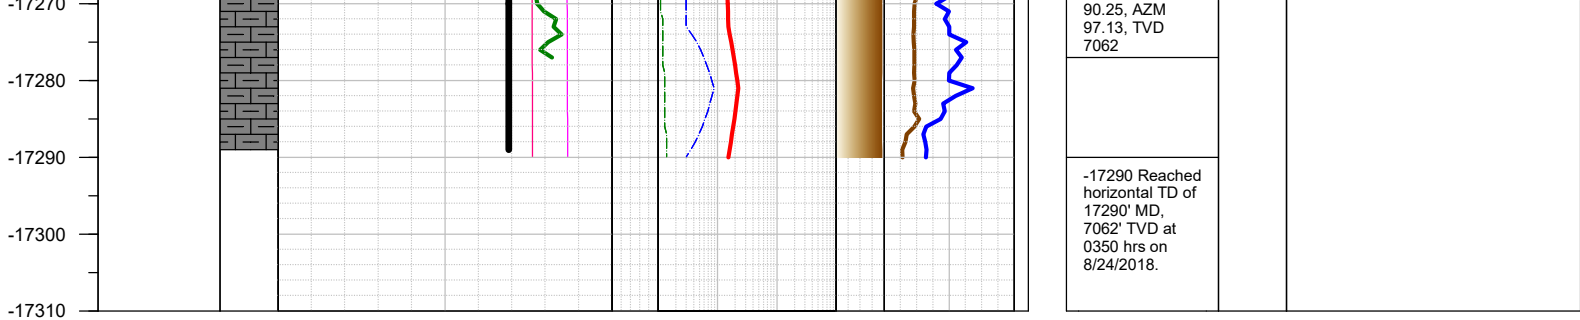 -17270
-17280
-17290
-17300
-17310
90.25, AZM
97.13, TVD
7062
-17290 Reached
horizontal TD of
17290' MD,
7062' TVD at
0350 hrs on
8/24/2018.